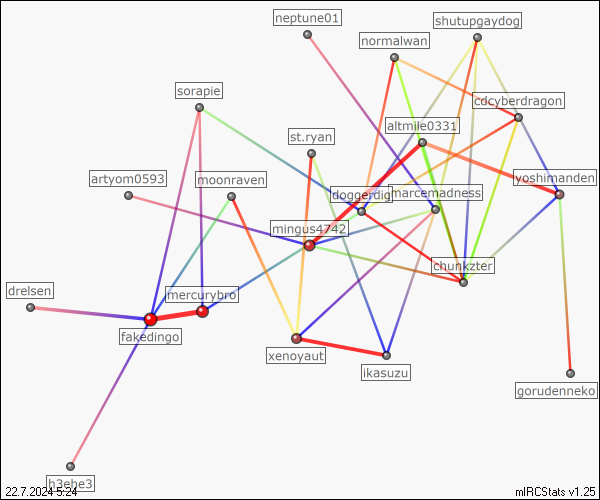 neptune01
shutupgaydog
normalwan
sorapie
cdcyberdragon
altmile0331
st.ryan
artyom0593
moonraven
yoshimanden
doggerdig
marcemadness
mingus4742
chunkzter
drelsen
mercurybro
fakedingo
xenoyaut
ikasuzu
gorudenneko
h3ehe3
22.7.2024 5:24
mIRCStats v1.25